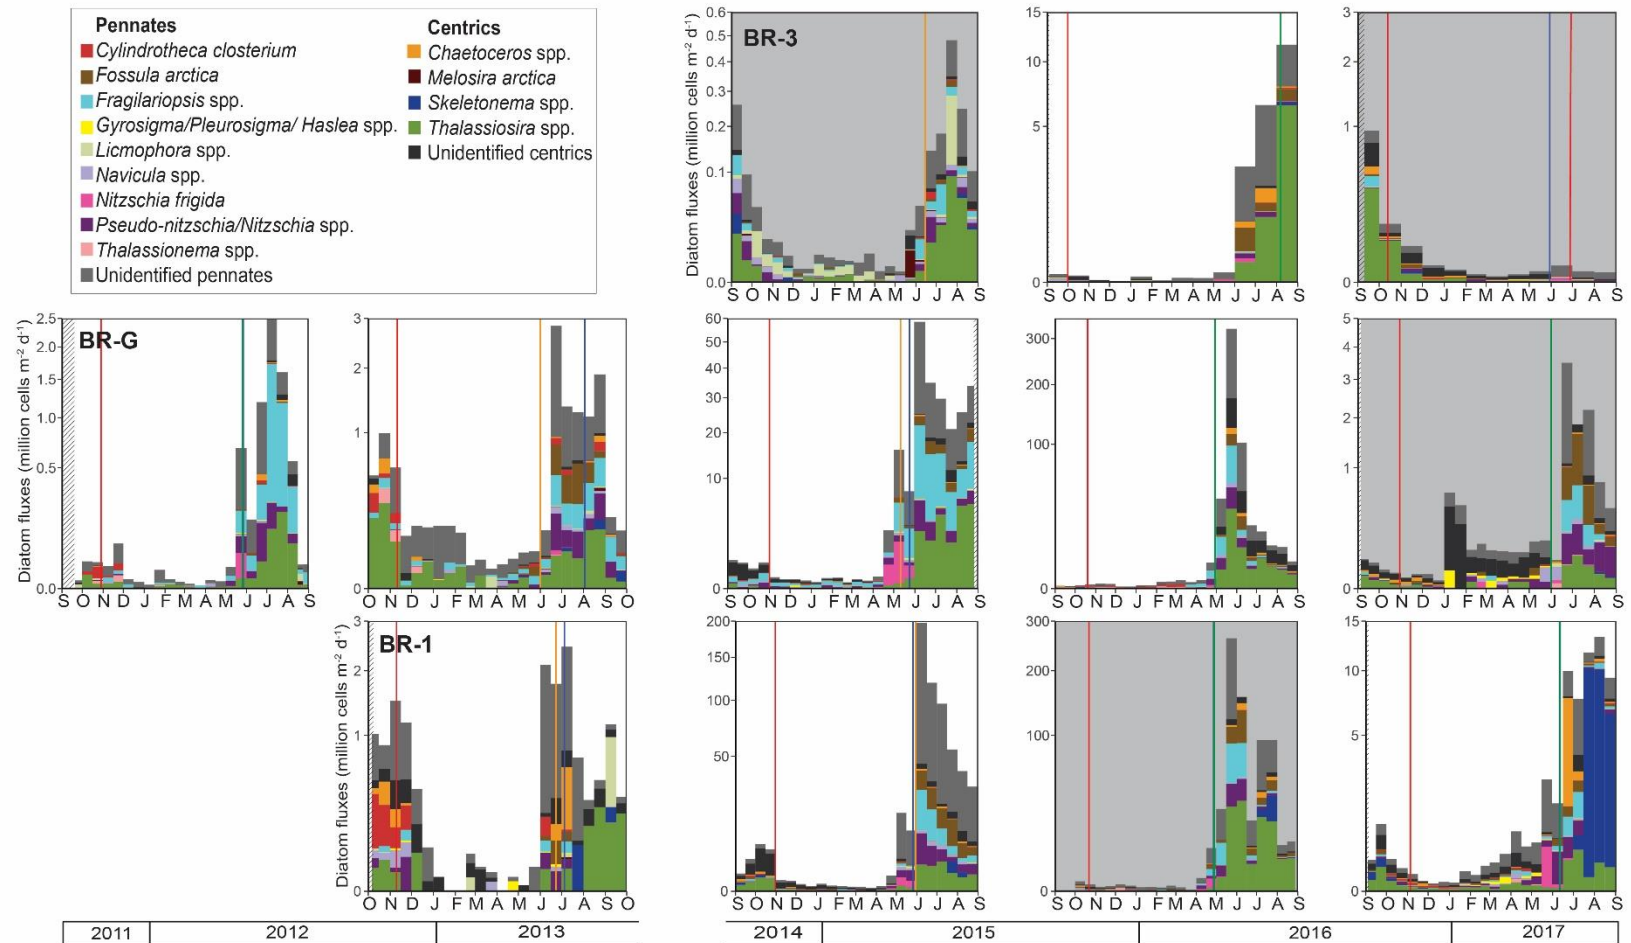 Pennates
Cylindrotheca closterium
Fossula arctica
Fragilariopsis spp.
Gyrosigma/Pleurosigma/ Haslea spp.
Licmophora spp.
Navicula spp.
Nitzschia frigida
Pseudo-nitzschia/Nitzschia spp.
Thalassionema spp.
Unidentified pennates
Centrics
Chaetoceros spp.
Melosira arctica
Skeletonema spp.
Thalassiosira spp.
Unidentified centrics
Diatom fluxes (million cells m⁻² d⁻¹)
BR-3
0.6
0.5
0.4
0.3
0.2
0.1
0.0
S O N D J F M A M J J A S
15
10
5
0
S O N D J F M A M J J A S
3
2
1
0
S O N D J F M A M J J A S
Diatom fluxes (million cells m⁻² d⁻¹)
BR-G
2.5
2.0
1.5
1.0
0.5
0.0
S O N D J F M A M J J A S
3
2
1
0
O N D J F M A M J J A S O
60
50
40
30
20
10
0
S O N D J F M A M J J A S
300
200
100
0
S O N D J F M A M J J A S
5
4
3
2
1
0
S O N D J F M A M J J A S
Diatom fluxes (million cells m⁻² d⁻¹)
BR-1
3
2
1
0
O N D J F M A M J J A S O
200
150
100
50
0
S O N D J F M A M J J A S
300
200
100
0
S O N D J F M A M J J A S
15
10
5
0
S O N D J F M A M J J A S
2011 2012 2013 2014 2015 2016 2017